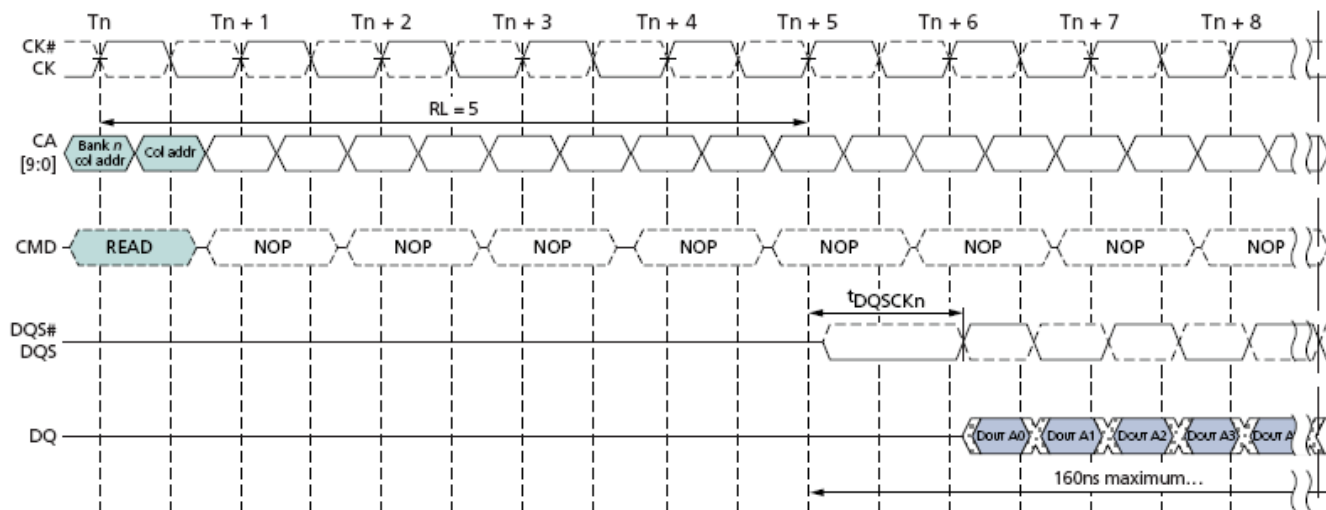 Tn Tn + 1 Tn + 2 Tn + 3 Tn + 4 Tn + 5 Tn + 6 Tn + 7 Tn + 8
CK#
CK
RL = 5
CA
[9:0]
Bank n
col addr
Col addr
CMD READ NOP NOP NOP NOP NOP NOP NOP NOP
tDQSCKn
DQS#
DQS
DQ DOUT A0 DOUT A1 DOUT A2 DOUT A3 DOUT A
160ns maximum...